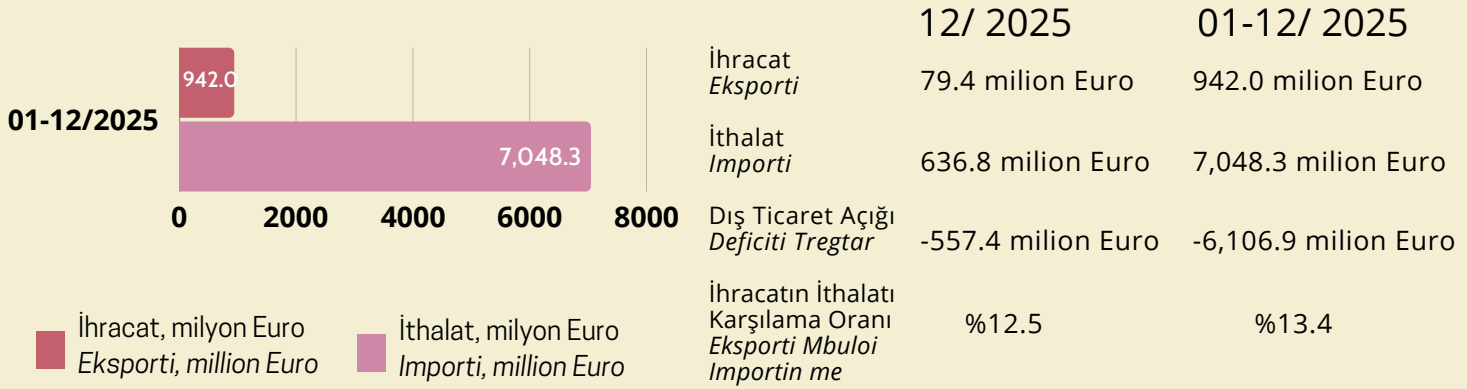 01-12/2025
942.0
7,048.3
0 2000 4000 6000 8000
İhracat, milyon Euro
Eksporti, million Euro
İthalat, milyon Euro
Importi, million Euro
12/ 2025 01-12/ 2025
İhracat
Eksporti
79.4 milion Euro 942.0 milion Euro
İthalat
Importi
636.8 milion Euro 7,048.3 milion Euro
Dış Ticaret Açığı
Deficiti Tregtar
-557.4 milion Euro -6,106.9 milion Euro
İhracatın İthalatı
Karşılama Oranı
Eksporti Mbuloi
Importin me
%12.5 %13.4